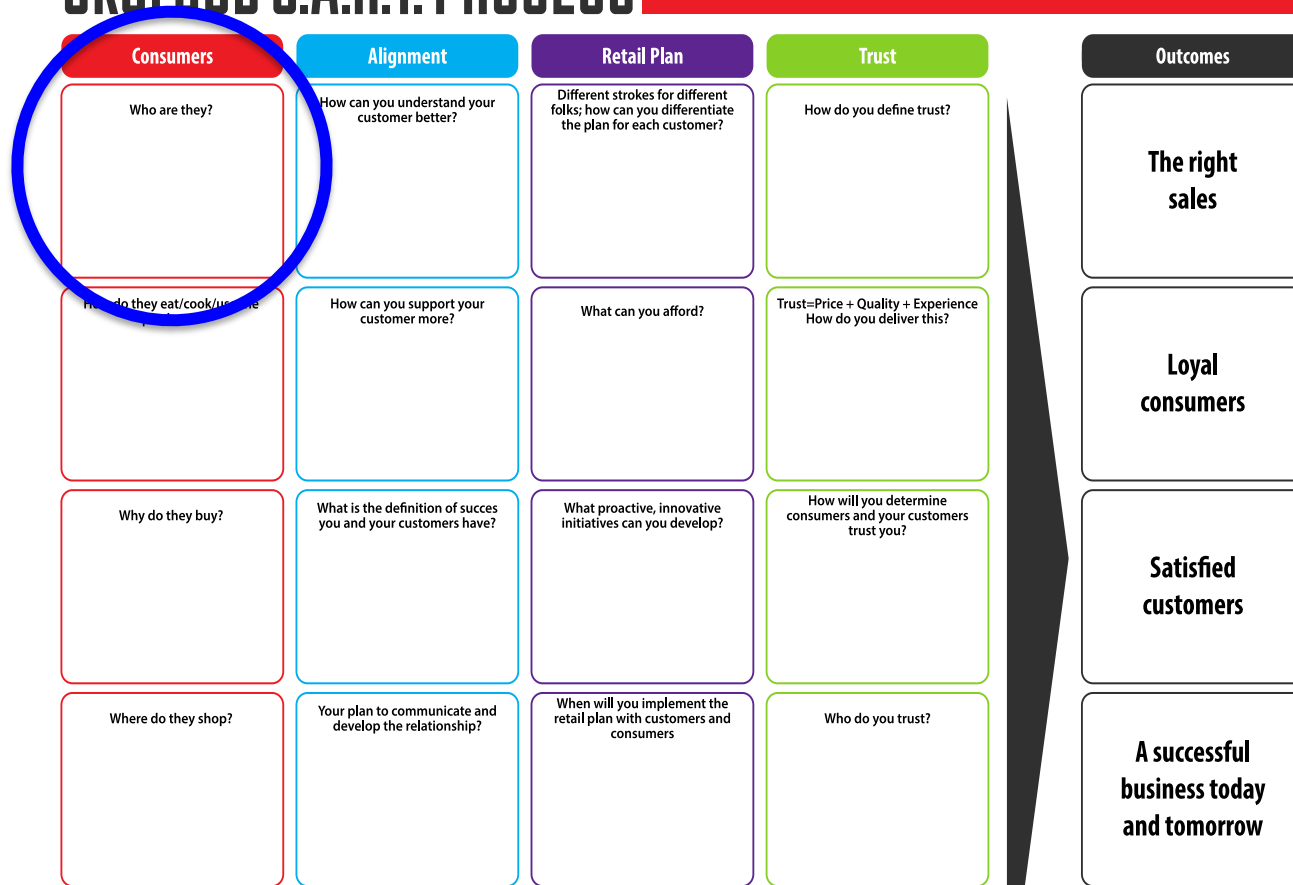 C.A.R.T. PROCESS
Consumers
Alignment
Retail Plan
Trust
Outcomes
Who are they?
How can you understand your
customer better?
Different strokes for different
folks; how can you differentiate
the plan for each customer?
How do you define trust?
The right
sales
do they eat/cook/
How can you support your
customer more?
What can you afford?
Trust=Price + Quality + Experience
How do you deliver this?
Loyal
consumers
Why do they buy?
What is the definition of succes
you and your customers have?
What proactive, innovative
initiatives can you develop?
How will you determine
consumers and your customers
trust you?
Satisfied
customers
Where do they shop?
Your plan to communicate and
develop the relationship?
When will you implement the
retail plan with customers and
consumers
Who do you trust?
A successful
business today
and tomorrow